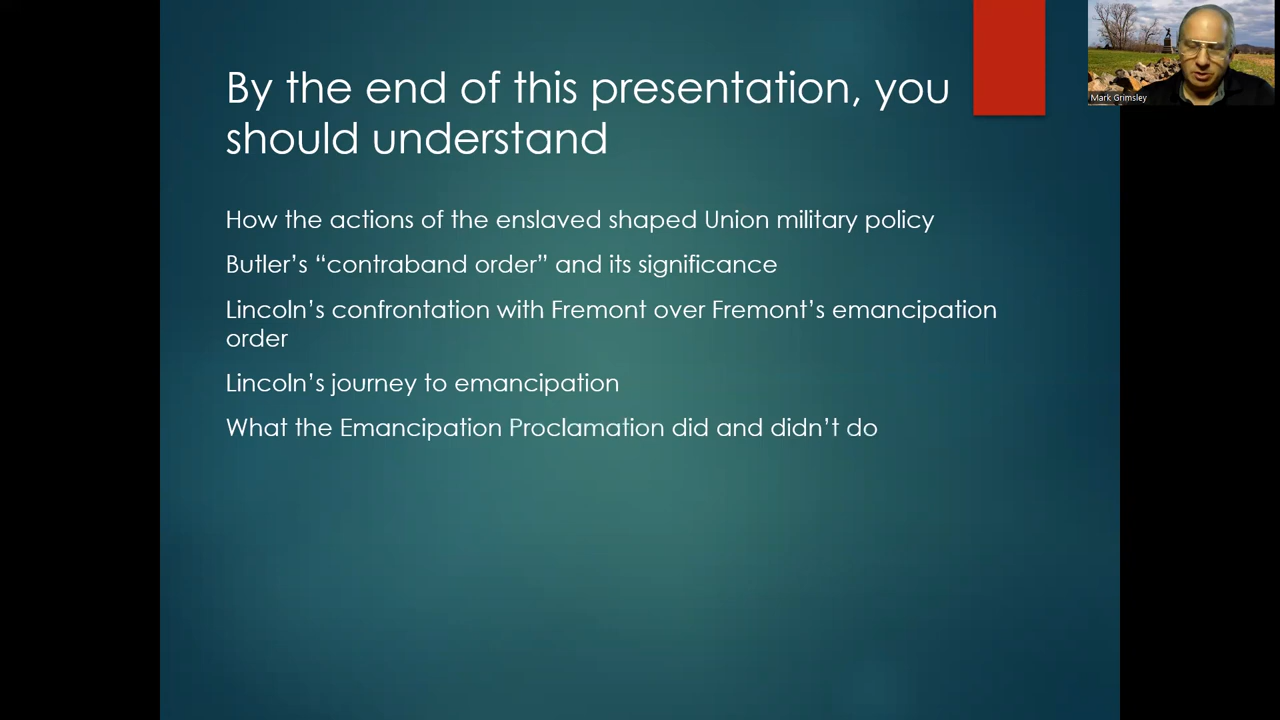 By the end of this presentation, you
should understand
How the actions of the enslaved shaped Union military policy
Butler’s “contraband order” and its significance
Lincoln’s confrontation with Fremont over Fremont’s emancipation
order
Lincoln’s journey to emancipation
What the Emancipation Proclamation did and didn’t do
Mark Grimsley